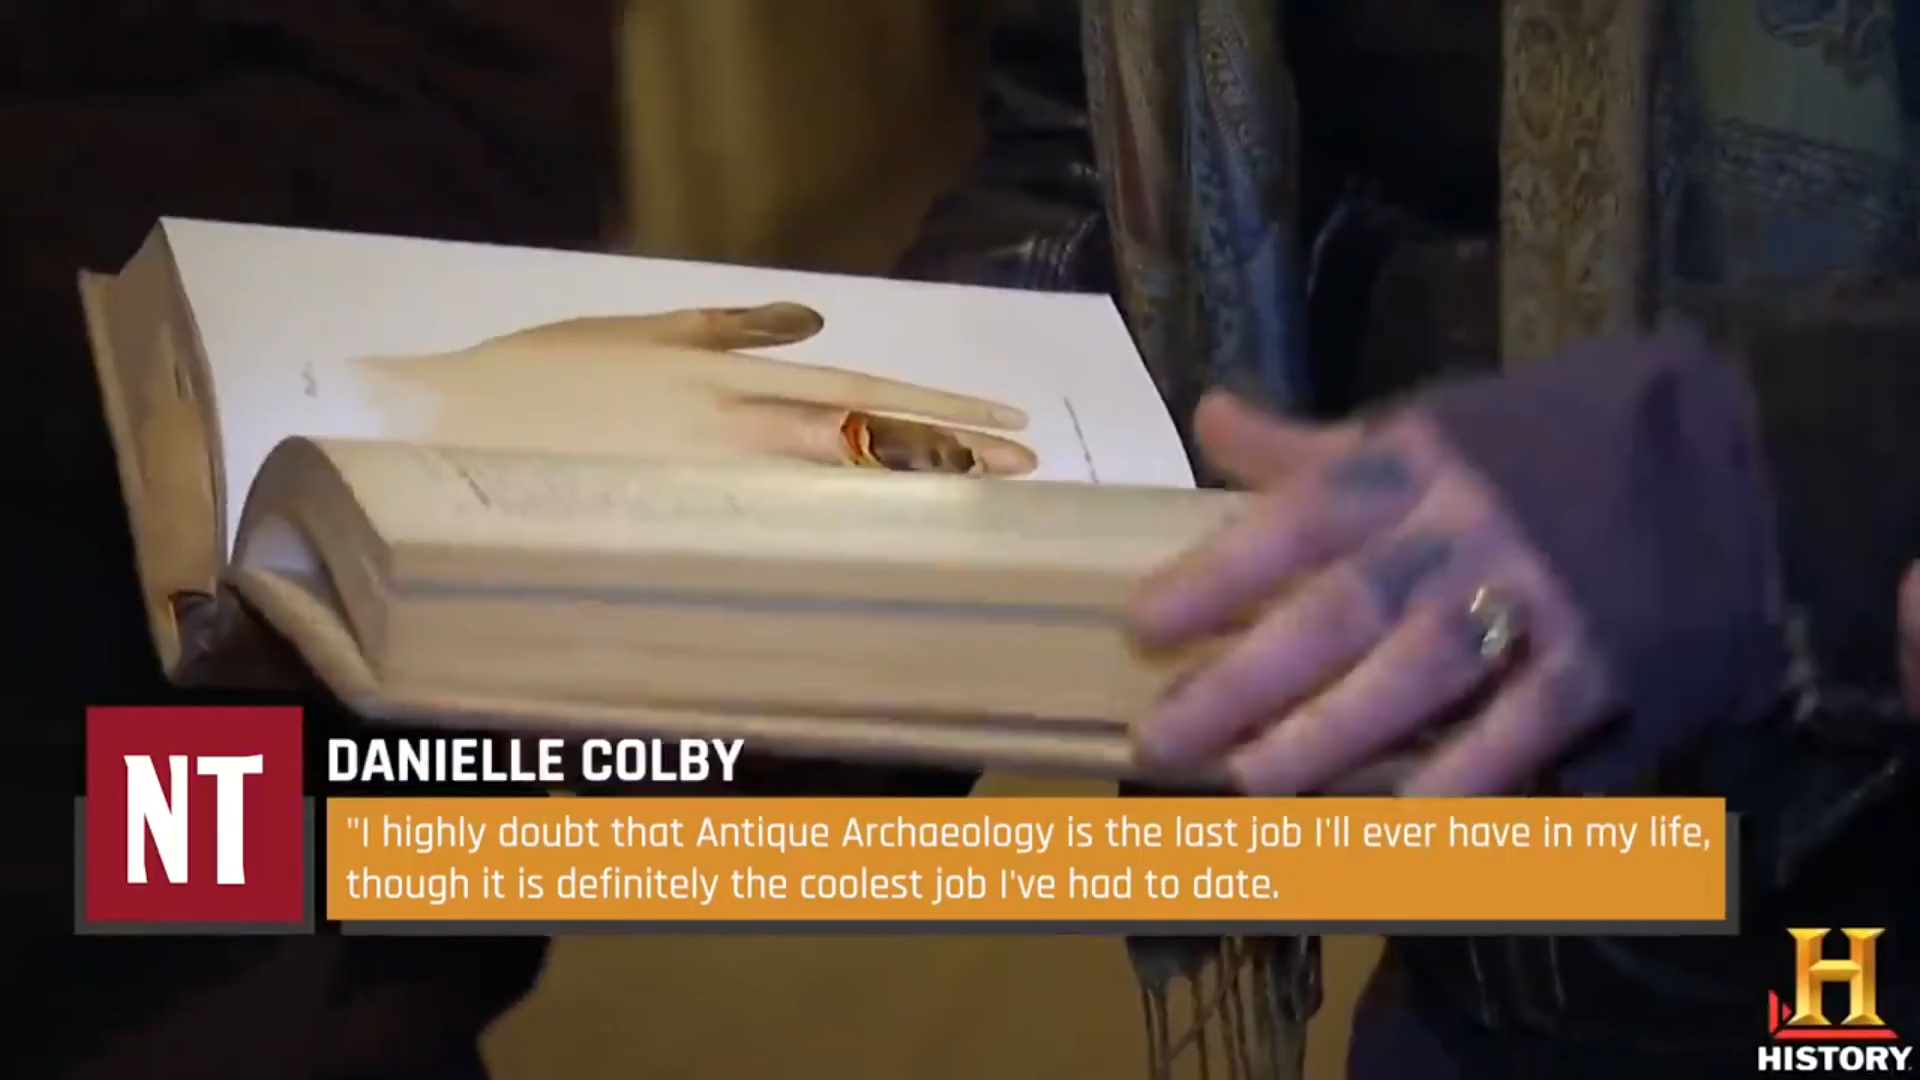 NT
DANIELLE COLBY
"I highly doubt that Antique Archaeology is the last job I'll ever have in my life,
though it is definitely the coolest job I've had to date.
H
HISTORY